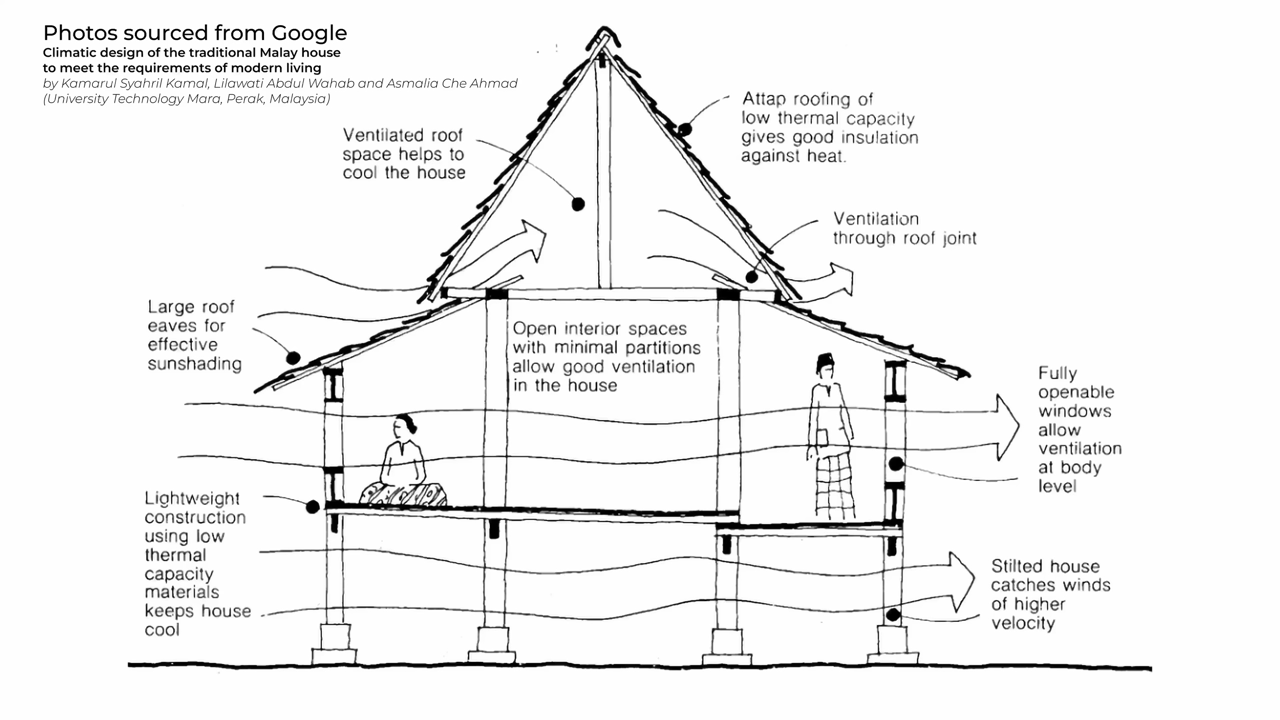 Photos sourced from Google
Climatic design of the traditional Malay house
to meet the requirements of modern living
by Kamarul Syahril Kamal, Lilawati Abdul Wahab and Asmalia Che Ahmad
(University Technology Mara, Perak, Malaysia)
Ventilated roof
space helps to
cool the house
Attap roofing of
low thermal capacity
gives good insulation
against heat.
Ventilation
through roof joint
Large roof
eaves for
effective
sunshading
Open interior spaces
with minimal partitions
allow good ventilation
in the house
Fully
openable
windows
allow
ventilation
at body
level
Lightweight
construction
using low
thermal
capacity
materials
keeps house
cool
Stilted house
catches winds
of higher
velocity